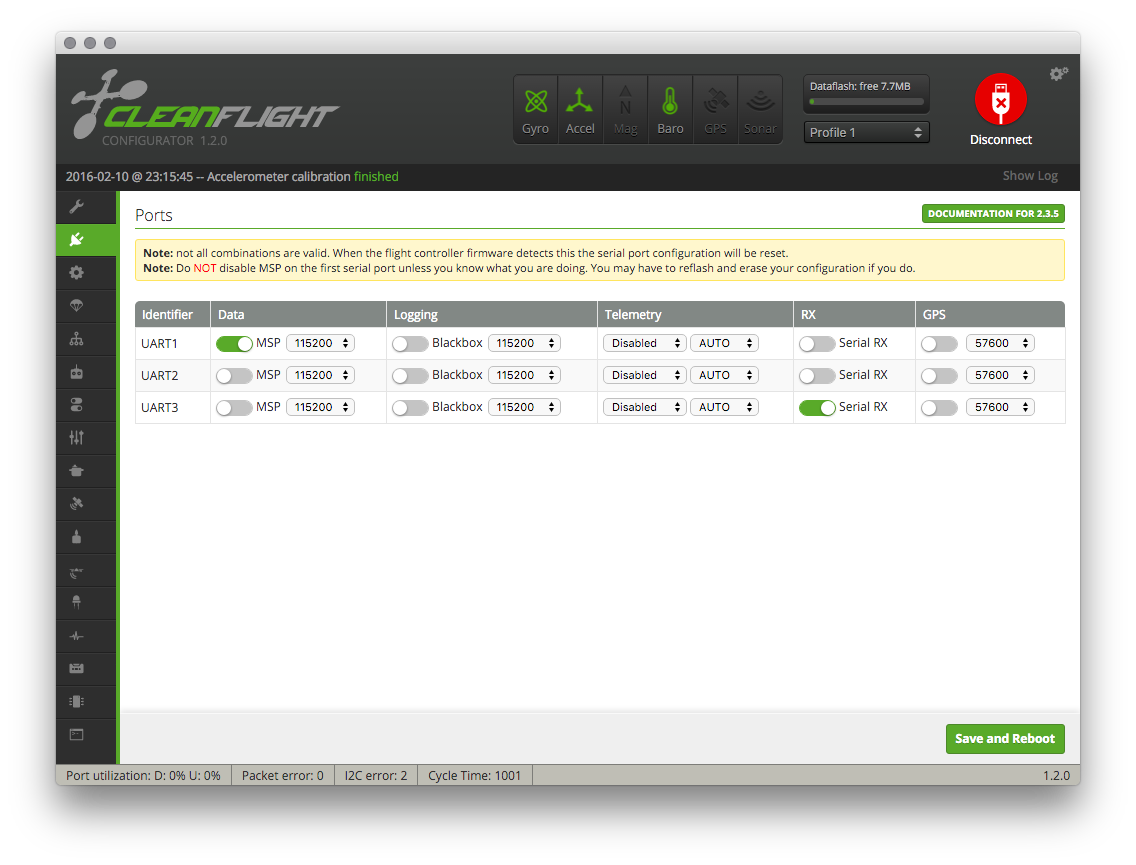 CLEANFLIGHT
CONFIGURATOR 1.2.0
Gyro Accel Mag Baro GPS Sonar
Dataflash: free 7.7MB
Profile 1
Disconnect
2016-02-10 @ 23:15:45 -- Accelerometer calibration finished
Show Log
Ports
DOCUMENTATION FOR 2.3.5
Note: not all combinations are valid. When the flight controller firmware detects this the serial port configuration will be reset.
Note: Do NOT disable MSP on the first serial port unless you know what you are doing. You may have to reflash and erase your configuration if you do.
Identifier Data Logging Telemetry RX GPS
UART1 MSP 115200 Blackbox 115200 Disabled AUTO Serial RX 57600
UART2 MSP 115200 Blackbox 115200 Disabled AUTO Serial RX 57600
UART3 MSP 115200 Blackbox 115200 Disabled AUTO Serial RX 57600
Save and Reboot
Port utilization: D: 0% U: 0% Packet error: 0 I2C error: 2 Cycle Time: 1001 1.2.0